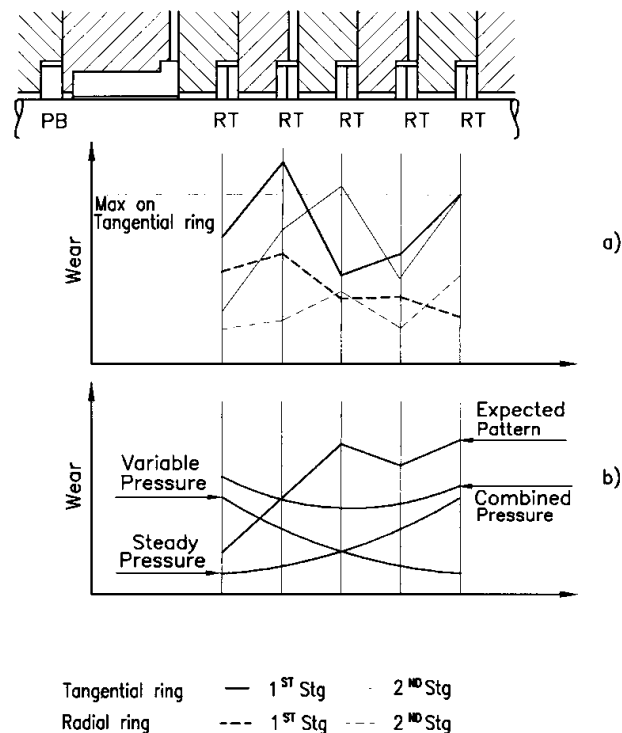 PB RT RT RT RT RT
Max on
Tangential ring
Wear
a)
Expected
Pattern
Variable
Pressure
b)
Wear
Combined
Pressure
Steady
Pressure
Tangential ring 1ST Stg 2ND Stg
Radial ring 1ST Stg 2ND Stg